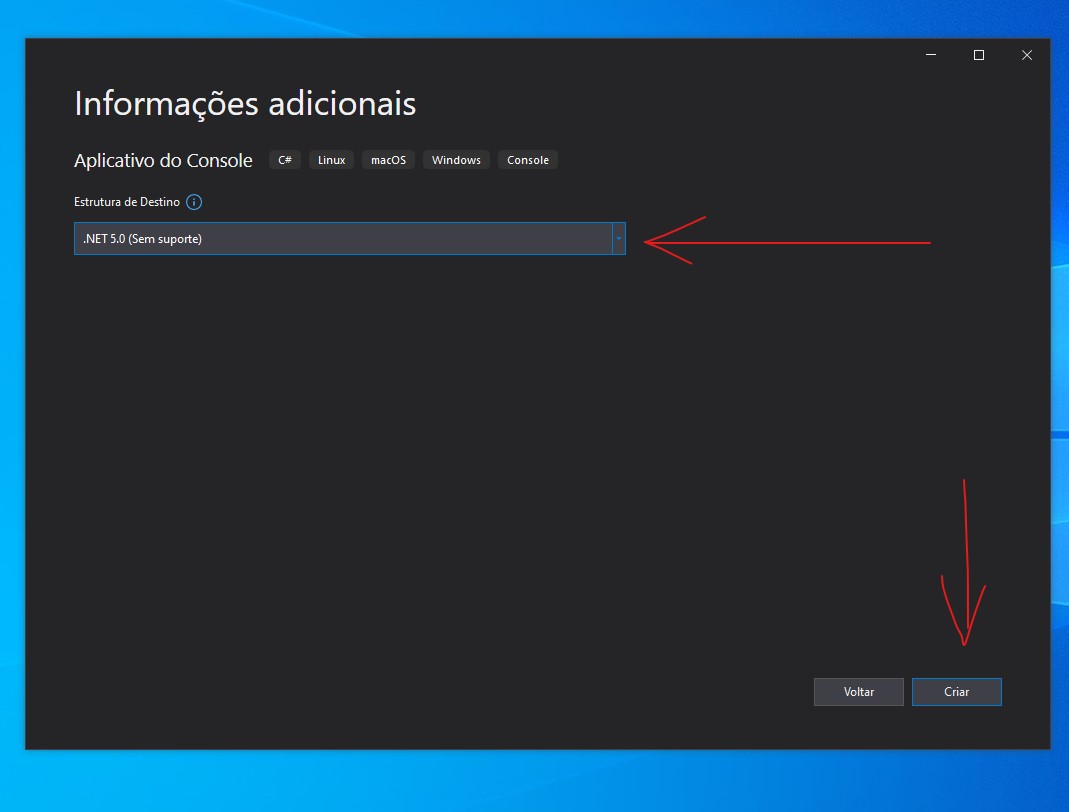 Informações adicionais
Aplicativo do Console C# Linux macOS Windows Console
Estrutura de Destino
.NET 5.0 (Sem suporte)
Voltar Criar